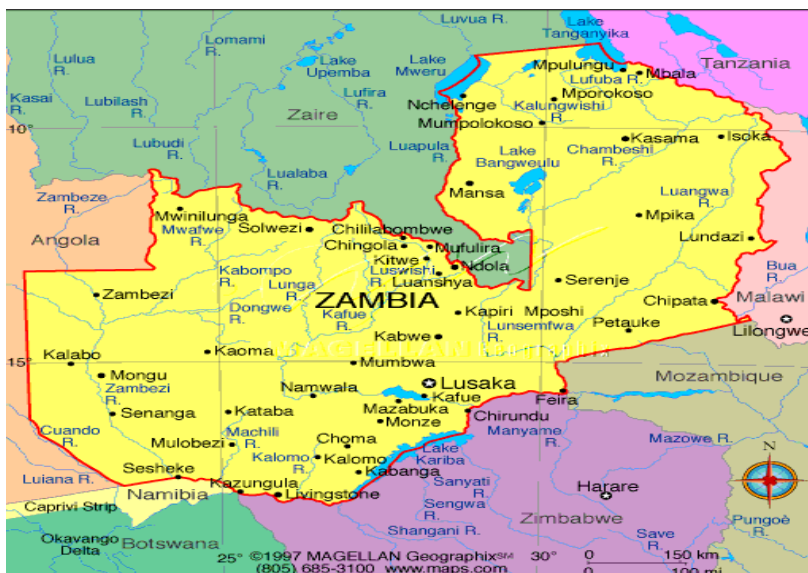 Luvua R.
Lake Tanganyika
Tanzania
Lulua R.
Lomami R.
Lake Upemba
Lake Mweru
Mpulungu
Lufuba R.
Mbala
Kasai R.
Lubilash R.
Lufira R.
Zaire
Nchelenge
Mporokoso
Kalungwishi R.
10°
Mumpolokoso
Kasama
Isoka
Lubudi R.
Luapula R.
Lake Bangweulu
Chambeshi R.
Lualaba R.
Mansa
Luangwa R.
Zambeze R.
Mwinilunga
Mwafwe R.
Solwezi
Chililabombwe
Mpika
Angola
Chingola
Mufulira
Lundazi
Kitwe
Ndola
Kabompo R.
Lunga R.
Luswishi R.
Luanshya
Serenje
Bua R.
Zambezi
ZAMBIA
Chipata
Malawi
Dongwe R.
Kafue R.
Kapiri Mposhi
Lunsemfwa R.
Petauke
Lilongwe
Kabwe
Kaoma
15°
Kalabo
Mumbwa
Mongu
Zambezi R.
Lusaka
Mozambique
Namwala
Kafue
Feira
Senanga
Kataba
Mazabuka
Chirundu
Monze
Manyame R.
Cuando R.
Mulobezi
Machili R.
Choma
Mazowe R.
Kalomo R.
Kalomo
Lake Kariba
N
Luiana R.
Sesheke
Kabanga
Sanyati R.
Harare
Kazungula
Livingstone
Namibia
Caprivi Strip
Sengwa R.
Zimbabwe
Pungoè R.
Okavango Delta
Botswana
Shangani R.
Save R.
25°
©1997 MAGELLAN Geographix℠
30°
0
150 km
(805) 685-3100 www.maps.com
0
100 mi